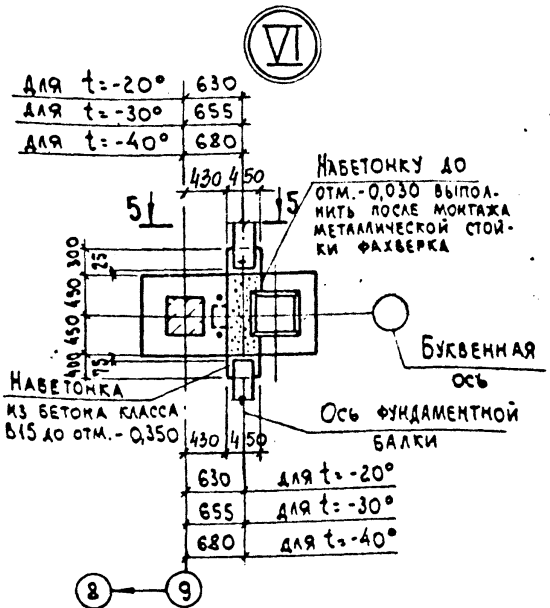 VI
для t=-20° 630
для t=-30° 655
для t=-40° 680
430 450
Набетонку до
отм.-0,030 выпол-
нить после монтажа
металлической стой-
ки фахверка
5 5
300
25
450
450
75
400
Буквенная
ось
Набетонка
из бетона класса
В15 до отм.-0,350
430 450
Ось фундаментной
балки
630 для t=-20°
655 для t=-30°
680 для t=-40°
8 9